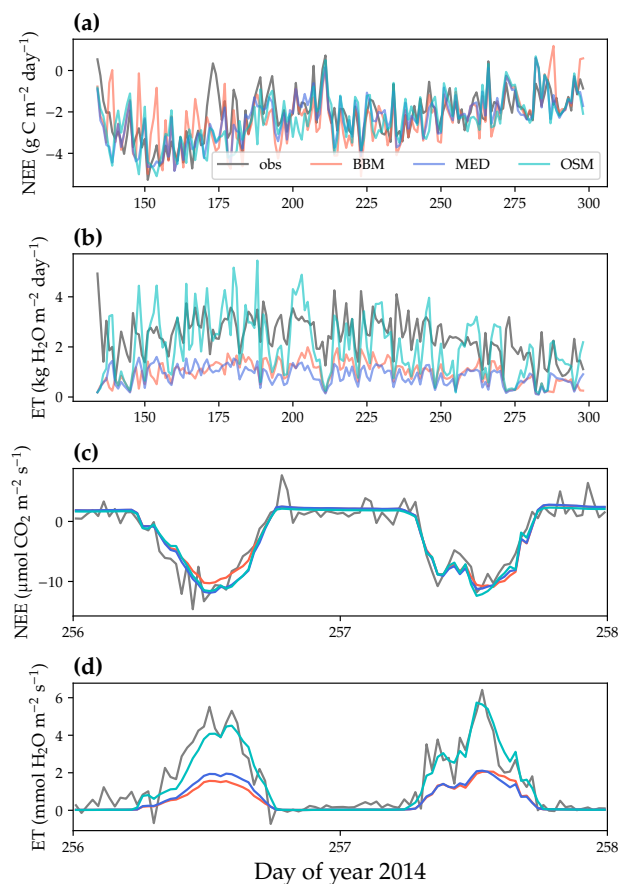 (a)
NEE (g C m⁻² day⁻¹)
0
−2
−4
obs BBM MED OSM
150 175 200 225 250 275 300
(b)
ET (kg H₂O m⁻² day⁻¹)
4
2
0
150 175 200 225 250 275 300
(c)
NEE (μmol CO₂ m⁻² s⁻¹)
0
−10
256 257 258
(d)
ET (mmol H₂O m⁻² s⁻¹)
6
4
2
0
256 257 258
Day of year 2014